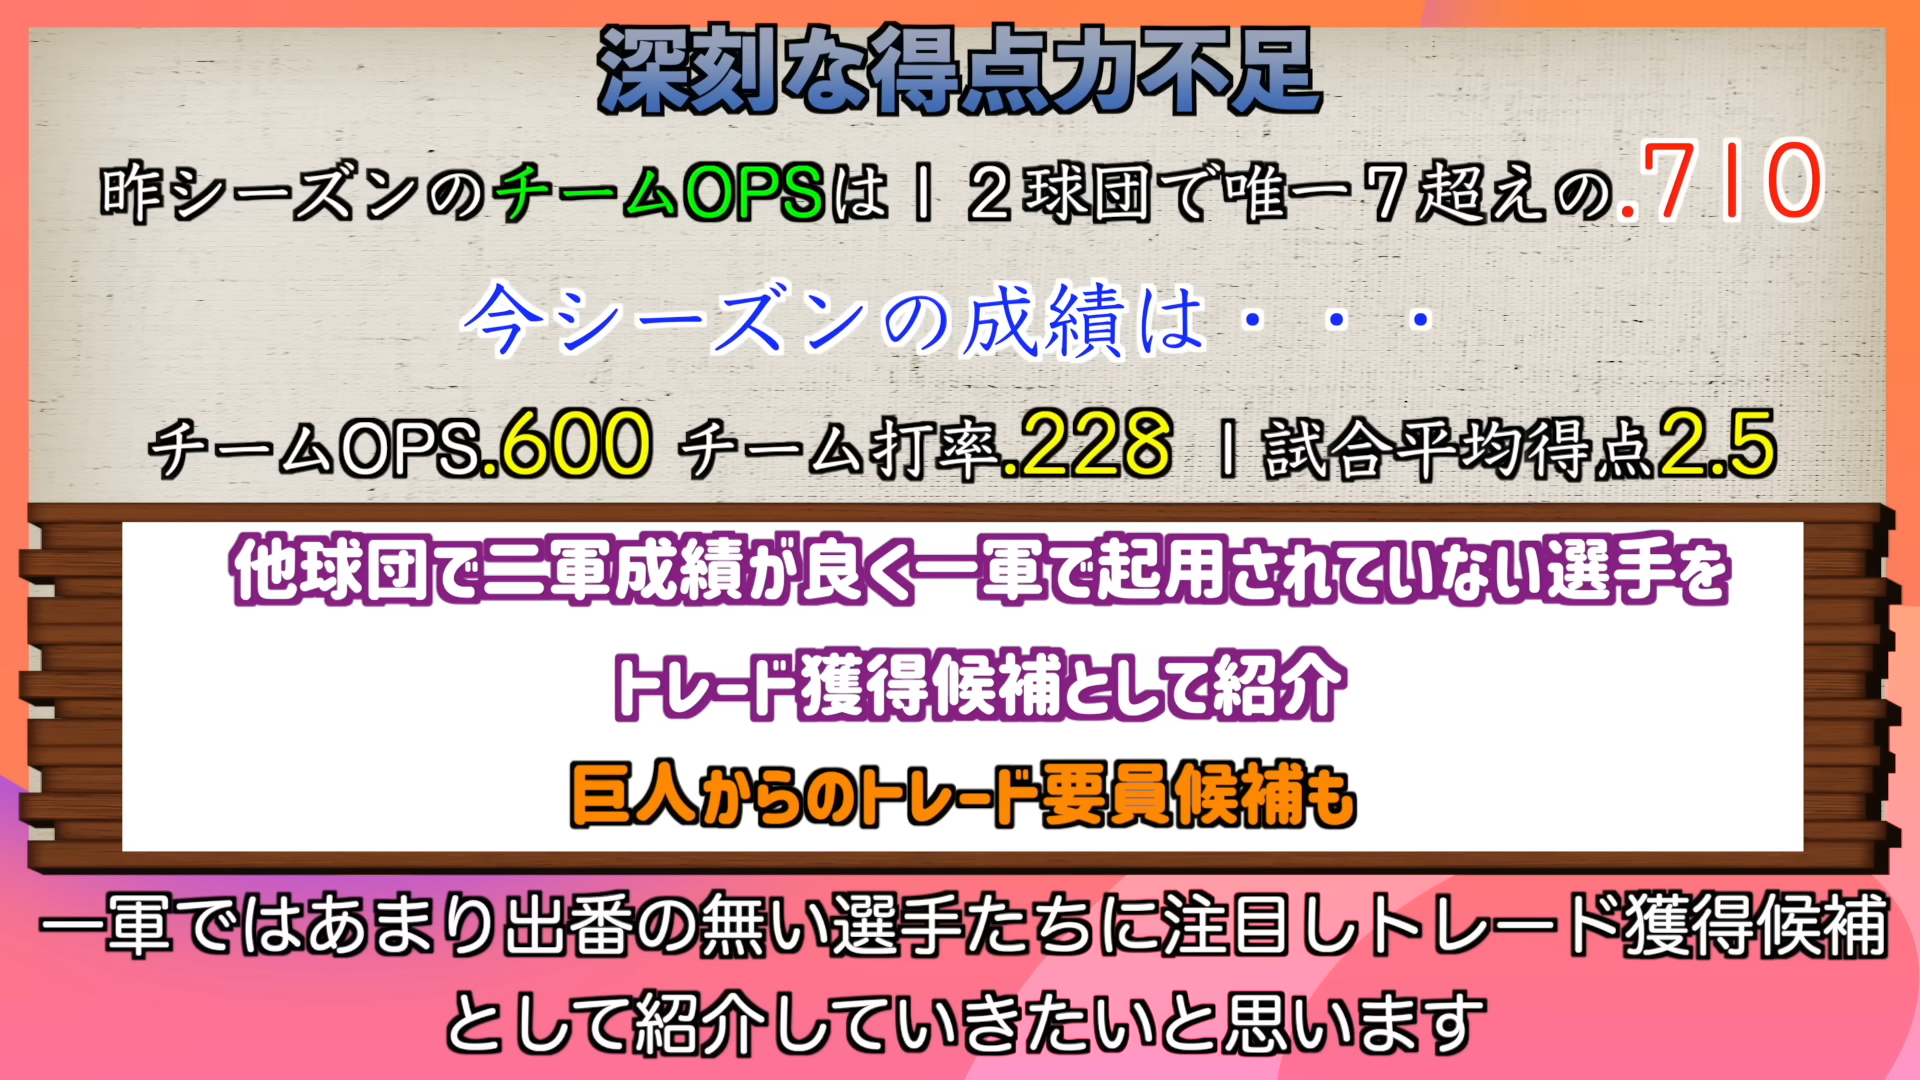 深刻な得点力不足
昨シーズンのチームOPSは１２球団で唯一７超えの.710
今シーズンの成績は・・・
チームOPS.600 チーム打率.228 １試合平均得点2.5
他球団で二軍成績が良く一軍で起用されていない選手を
トレード獲得候補として紹介
巨人からのトレード要員候補も
一軍ではあまり出番の無い選手たちに注目しトレード獲得候補
として紹介していきたいと思います